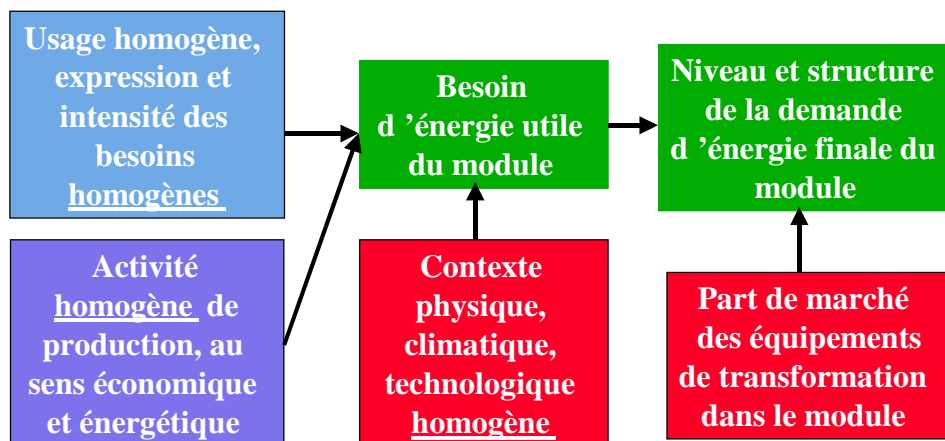 Usage homogène,
expression et
intensité des
besoins
homogènes
Besoin
d ’énergie utile
du module
Niveau et structure
de la demande
d ’énergie finale du
module
Activité
homogène de
production, au
sens économique
et énergétique
Contexte
physique,
climatique,
technologique
homogène
Part de marché
des équipements
de transformation
dans le module